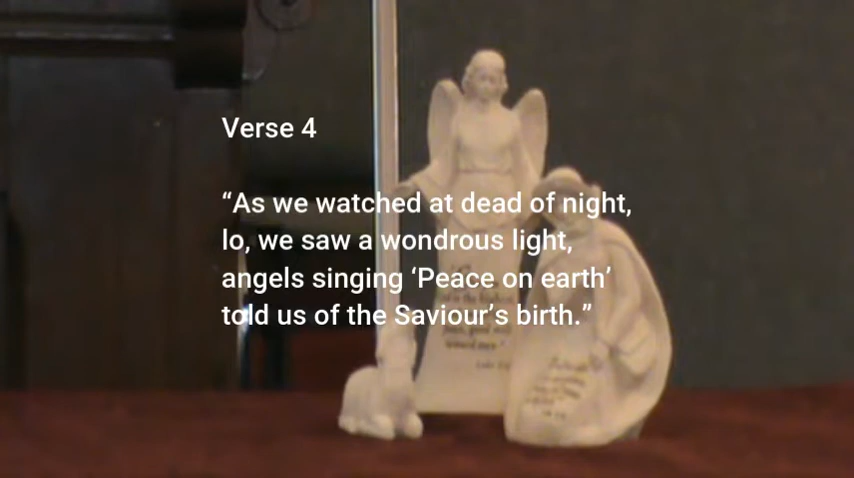 Verse 4
“As we watched at dead of night,
lo, we saw a wondrous light,
angels singing ‘Peace on earth’
told us of the Saviour’s birth.”